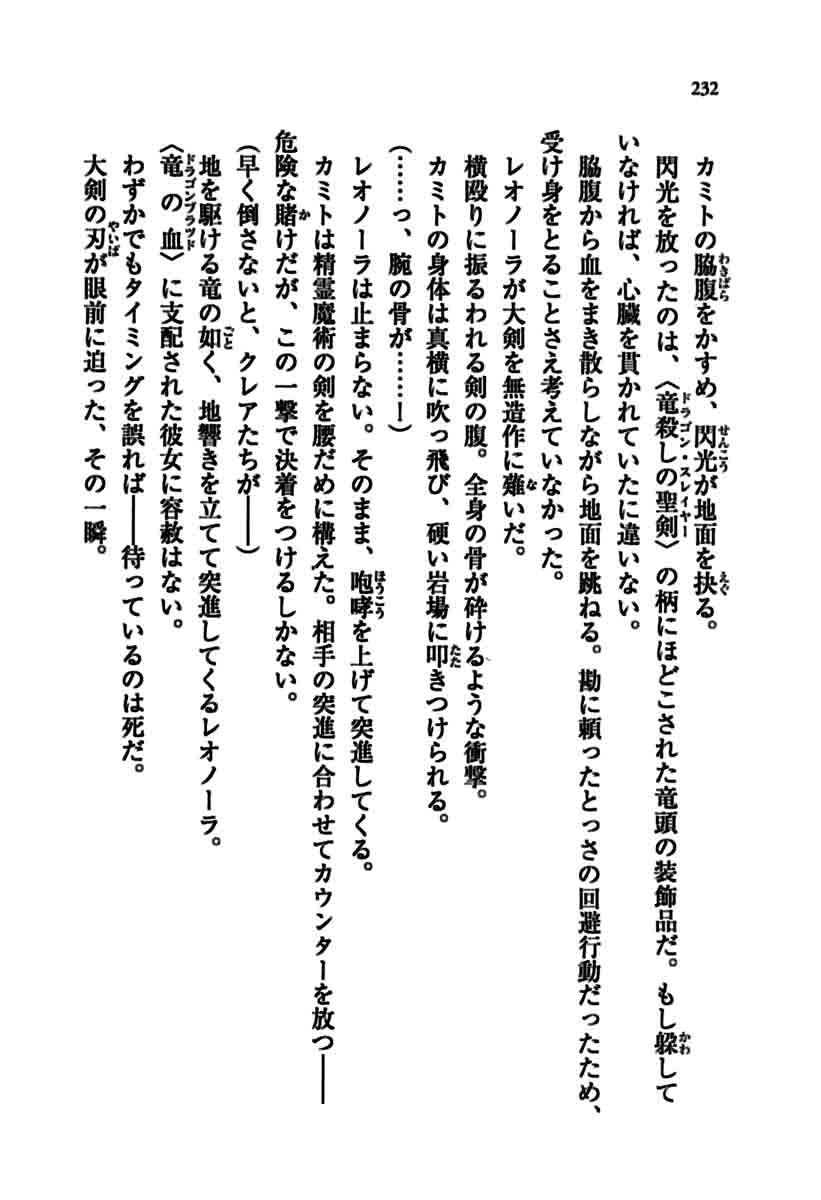 232
カミトの脇腹をかすめ、閃光が地面を抉る。
閃光を放ったのは、〈竜殺しの聖剣〉の柄にほどこされた竜頭の装飾品だ。もし躱して
いなければ、心臓を貫かれていたに違いない。
脇腹から血をまき散らしながら地面を跳ねる。勘に頼ったとっさの回避行動だったため、
受け身をとることさえ考えていなかった。
レオノーラが大剣を無造作に薙いだ。
横殴りに振るわれる剣の腹。全身の骨が砕けるような衝撃。
カミトの身体は真横に吹っ飛び、硬い岩場に叩きつけられる。
（……っ、腕の骨が……！）
レオノーラは止まらない。そのまま、咆哮を上げて突進してくる。
カミトは精霊魔術の剣を腰だめに構えた。相手の突進に合わせてカウンターを放つ――
危険な賭けだが、この一撃で決着をつけるしかない。
（早く倒さないと、クレアたちが――）
地を駆ける竜の如く、地響きを立てて突進してくるレオノーラ。
〈竜の血〉に支配された彼女に容赦はない。
わずかでもタイミングを誤れば――待っているのは死だ。
大剣の刃が眼前に迫った、その一瞬。